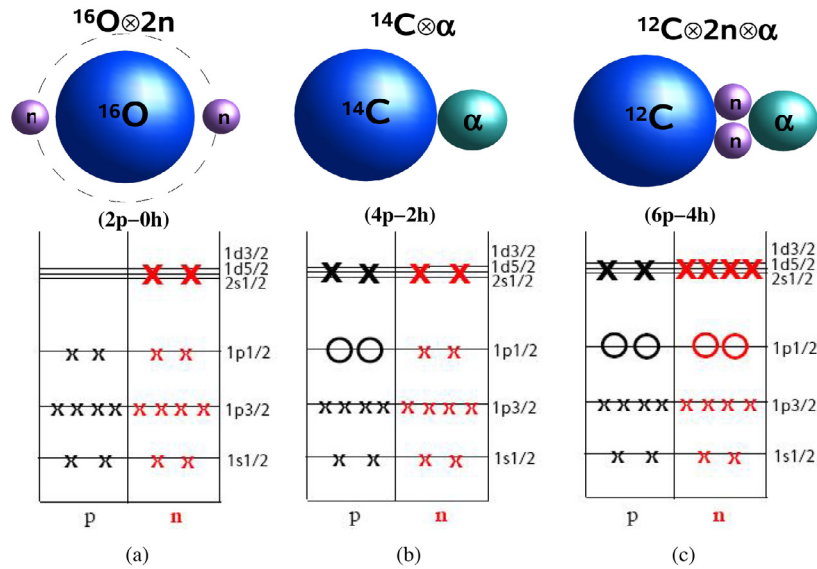 ¹⁶O⊗2n
n
¹⁶O
n
(2p−0h)
1d3/2
1d5/2
2s1/2
X X
1p1/2
x x
x x
1p3/2
x x x x
x x x x
1s1/2
x x
x x
p
n
(a)
¹⁴C⊗α
¹⁴C
α
(4p−2h)
1d3/2
1d5/2
2s1/2
X X
X X
1p1/2
x x
1p3/2
x x x x
x x x x
1s1/2
x x
x x
p
n
(b)
¹²C⊗2n⊗α
¹²C
n
n
α
(6p−4h)
1d3/2
1d5/2
2s1/2
X X
X X X X
1p1/2
1p3/2
x x x x
x x x x
1s1/2
x x
x x
p
n
(c)